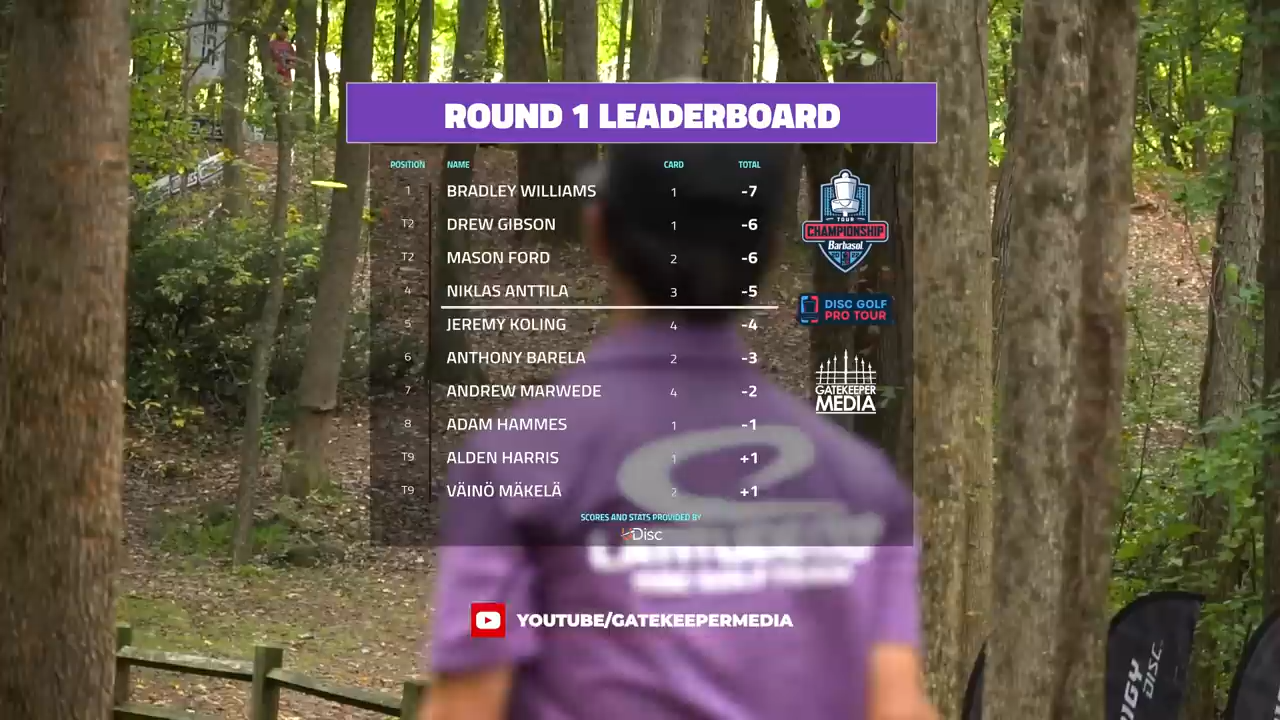 ROUND 1 LEADERBOARD
POSITION NAME CARD TOTAL
1 BRADLEY WILLIAMS 1 -7
T2 DREW GIBSON 1 -6
T2 MASON FORD 2 -6
4 NIKLAS ANTTILA 3 -5
5 JEREMY KOLING 4 -4
6 ANTHONY BARELA 2 -3
7 ANDREW MARWEDE 4 -2
8 ADAM HAMMES 1 -1
T9 ALDEN HARRIS 1 +1
T9 VÄINÖ MÄKELÄ 2 +1
TOUR
CHAMPIONSHIP
Barbasol
DISC GOLF
PRO TOUR
GATEKEEPER
MEDIA
SCORES AND STATS PROVIDED BY
UDisc
YOUTUBE/GATEKEEPERMEDIA
DISC.